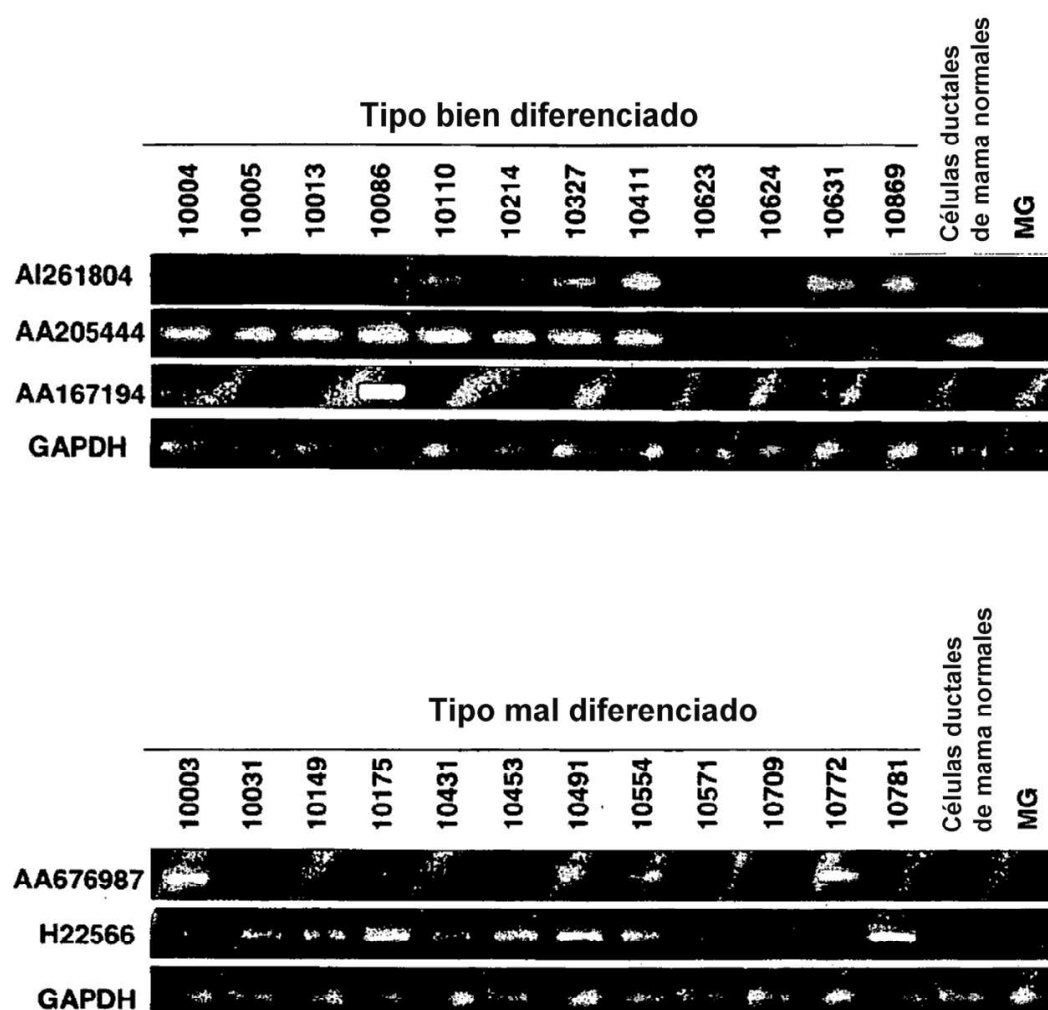 Tipo bien diferenciado
10004 10005 10013 10086 10110 10214 10327 10411 10623 10624 10631 10869
Células ductales
de mama normales
MG
AI261804
AA205444
AA167194
GAPDH
Tipo mal diferenciado
10003 10031 10149 10175 10431 10453 10491 10554 10571 10709 10772 10781
Células ductales
de mama normales
MG
AA676987
H22566
GAPDH